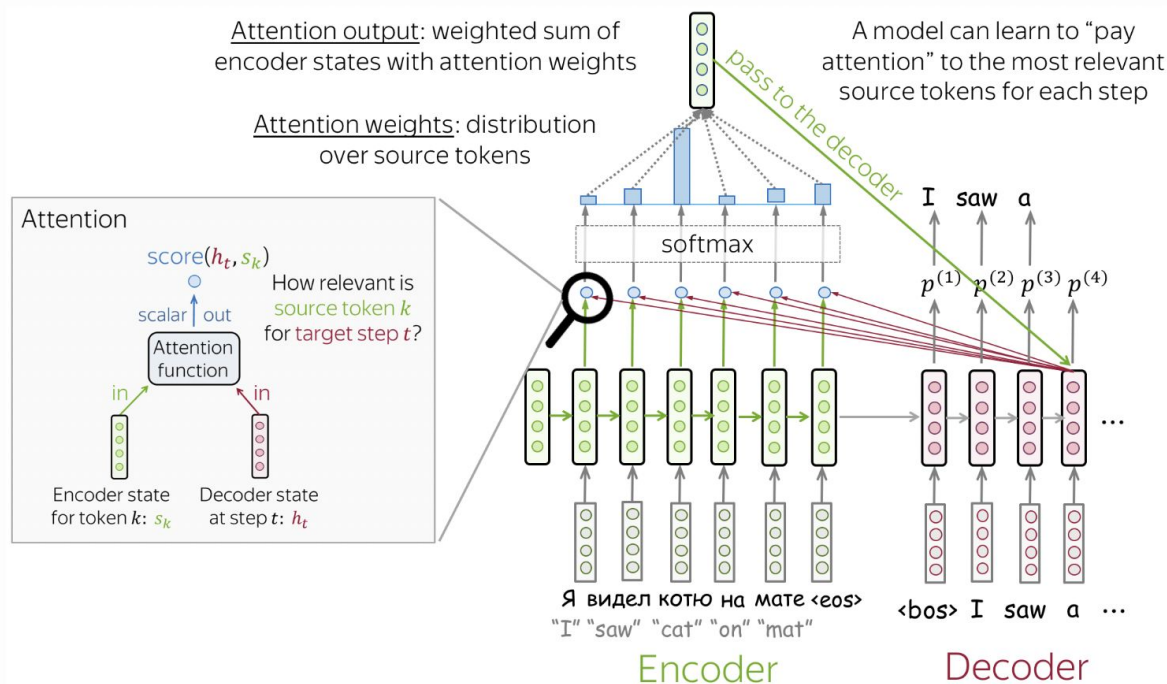 Attention output: weighted sum of
encoder states with attention weights
A model can learn to “pay
attention” to the most relevant
source tokens for each step
pass to the decoder
Attention weights: distribution
over source tokens
I saw a
softmax
p⁽¹⁾ p⁽²⁾ p⁽³⁾ p⁽⁴⁾
Attention
score(hₜ, sₖ)
How relevant is
source token k
for target step t?
scalar out
Attention
function
in in
Encoder state
for token k: sₖ
Decoder state
at step t: hₜ
...
Я видел котю на мате <eos>
“I” “saw” “cat” “on” “mat”
<bos> I saw a ...
Encoder
Decoder